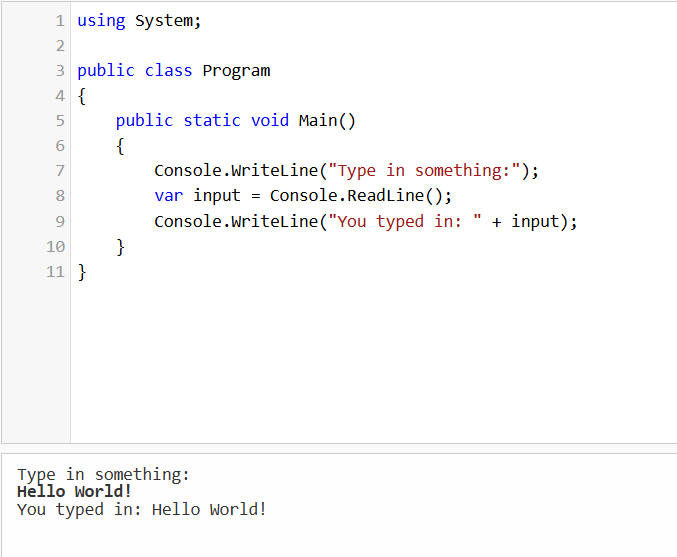 1 using System;
2
3 public class Program
4 {
5     public static void Main()
6     {
7         Console.WriteLine("Type in something:");
8         var input = Console.ReadLine();
9         Console.WriteLine("You typed in: " + input);
10     }
11 }
Type in something:
Hello World!
You typed in: Hello World!